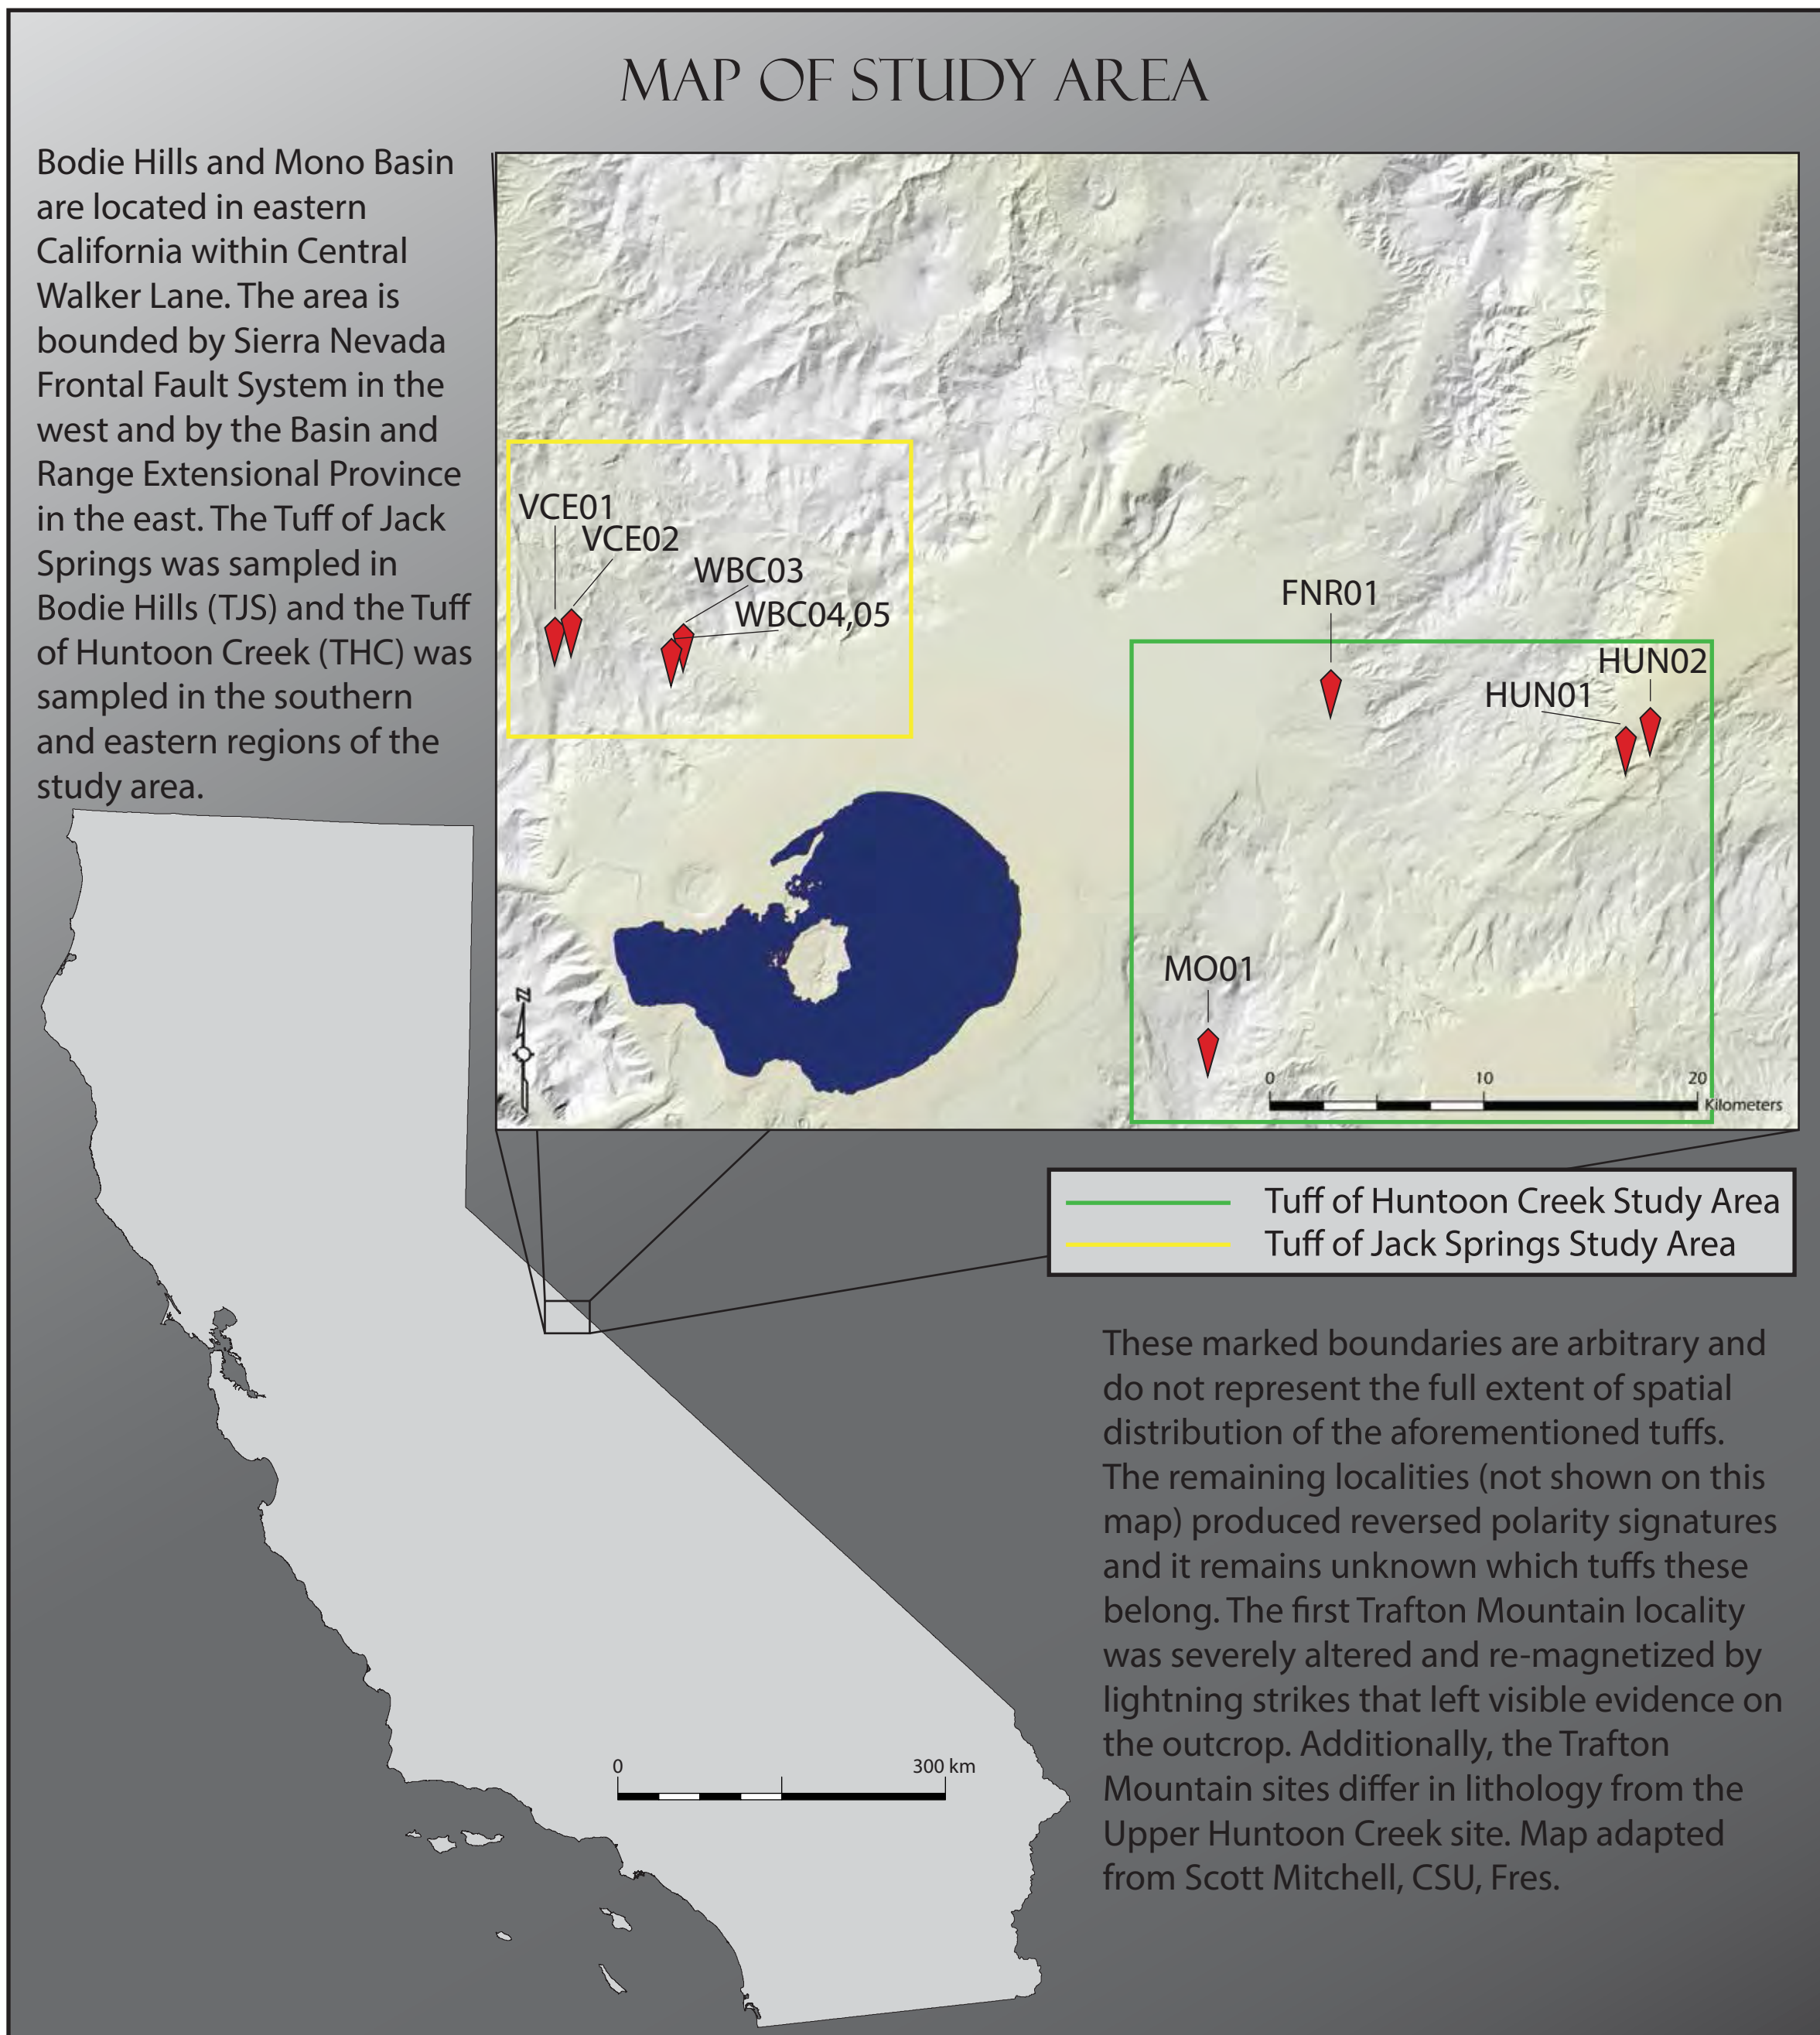 MAP OF STUDY AREA
Bodie Hills and Mono Basin
are located in eastern
California within Central
Walker Lane. The area is
bounded by Sierra Nevada
Frontal Fault System in the
west and by the Basin and
Range Extensional Province
in the east. The Tuff of Jack
Springs was sampled in
Bodie Hills (TJS) and the Tuff
of Huntoon Creek (THC) was
sampled in the southern
and eastern regions of the
study area.
VCE01
VCE02
WBC03
WBC04,05
FNR01
HUN02
HUN01
MO01
N
0 10 20
Kilometers
Tuff of Huntoon Creek Study Area
Tuff of Jack Springs Study Area
These marked boundaries are arbitrary and
do not represent the full extent of spatial
distribution of the aforementioned tuffs.
The remaining localities (not shown on this
map) produced reversed polarity signatures
and it remains unknown which tuffs these
belong. The first Trafton Mountain locality
was severely altered and re-magnetized by
lightning strikes that left visible evidence on
the outcrop. Additionally, the Trafton
Mountain sites differ in lithology from the
Upper Huntoon Creek site. Map adapted
from Scott Mitchell, CSU, Fres.
0 300 km